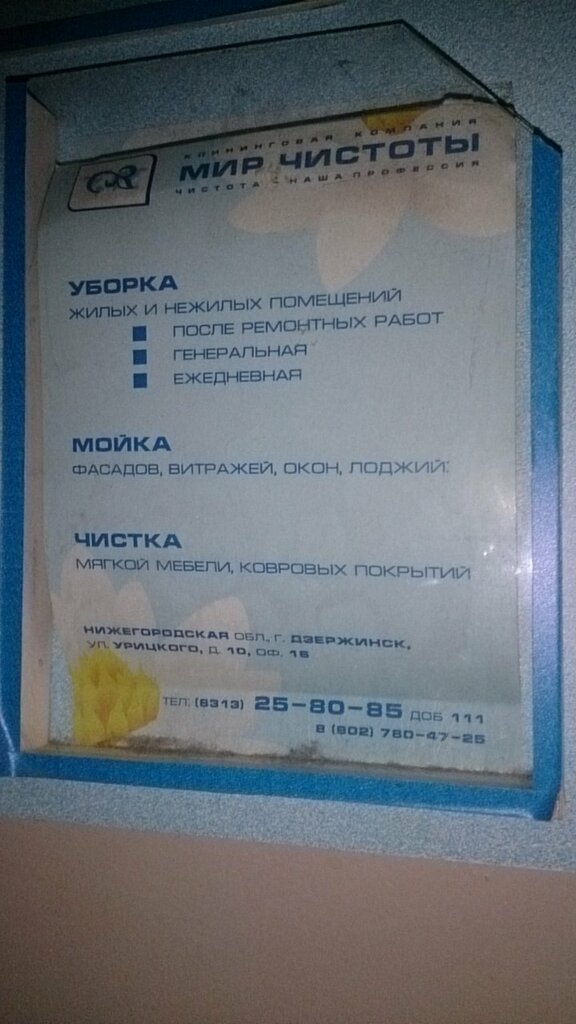 КЛИНИНГОВАЯ КОМПАНИЯ
МИР ЧИСТОТЫ
ЧИСТОТА - НАША ПРОФЕССИЯ
УБОРКА
ЖИЛЫХ И НЕЖИЛЫХ ПОМЕЩЕНИЙ
ПОСЛЕ РЕМОНТНЫХ РАБОТ
ГЕНЕРАЛЬНАЯ
ЕЖЕДНЕВНАЯ
МОЙКА
ФАСАДОВ, ВИТРАЖЕЙ, ОКОН, ЛОДЖИЙ.
ЧИСТКА
МЯГКОЙ МЕБЕЛИ, КОВРОВЫХ ПОКРЫТИЙ
НИЖЕГОРОДСКАЯ ОБЛ., Г. ДЗЕРЖИНСК,
УЛ. УРИЦКОГО, Д. 10, ОФ. 16
ТЕЛ: (8313) 25-80-85 ДОБ 111
8 (902) 780-47-25